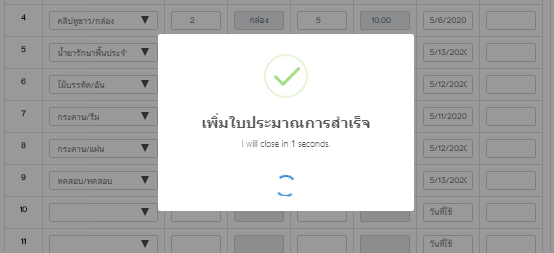 4 คลิปหูขาว/กล่อง 2 กล่อง 5 10.00 5/6/2020
5 น้ำยารักษาพื้นประจำ 5/13/2020
6 ไม้บรรทัด/อัน 5/12/2020
7 กระดาน/รีม 5/11/2020
8 กระดาน/แผ่น 5/12/2020
9 ทดสอบ/ทดสอบ 5/13/2020
10 วันที่ใช้
11 วันที่ใช้
เพิ่มใบประมาณการสำเร็จ
I will close in 1 seconds.